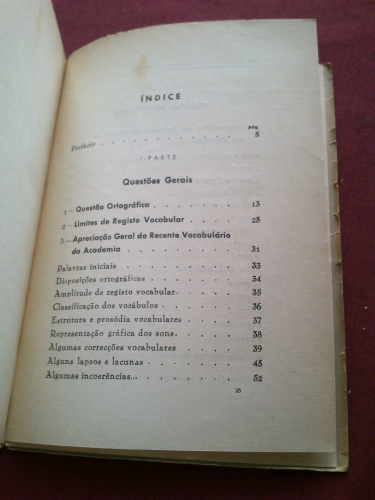 ÍNDICE
Pág.
Prefácio . . . . . . . . . . . 5
I - PARTE
Questões Gerais
1 — Questão Ortográfica . . . . . . . 13
2 — Limites de Registo Vocabular . . . . . 25
3 — Apreciação Geral do Recente Vocabulário
da Academia . . . . . . . . . 31
Palavras iniciais . . . . . . . . . 33
Disposições ortográficas . . . . . . . 34
Amplitude de registo vocabular . . . . . . 35
Classificação dos vocábulos . . . . . . 36
Estrutura e prosódia vocabulares . . . . . 37
Representação gráfica dos sons . . . . . . 38
Algumas correcções vocabulares . . . . . 39
Alguns lapsos e lacunas . . . . . . . 45
Algumas incoerências . . . . . . . . 52
25